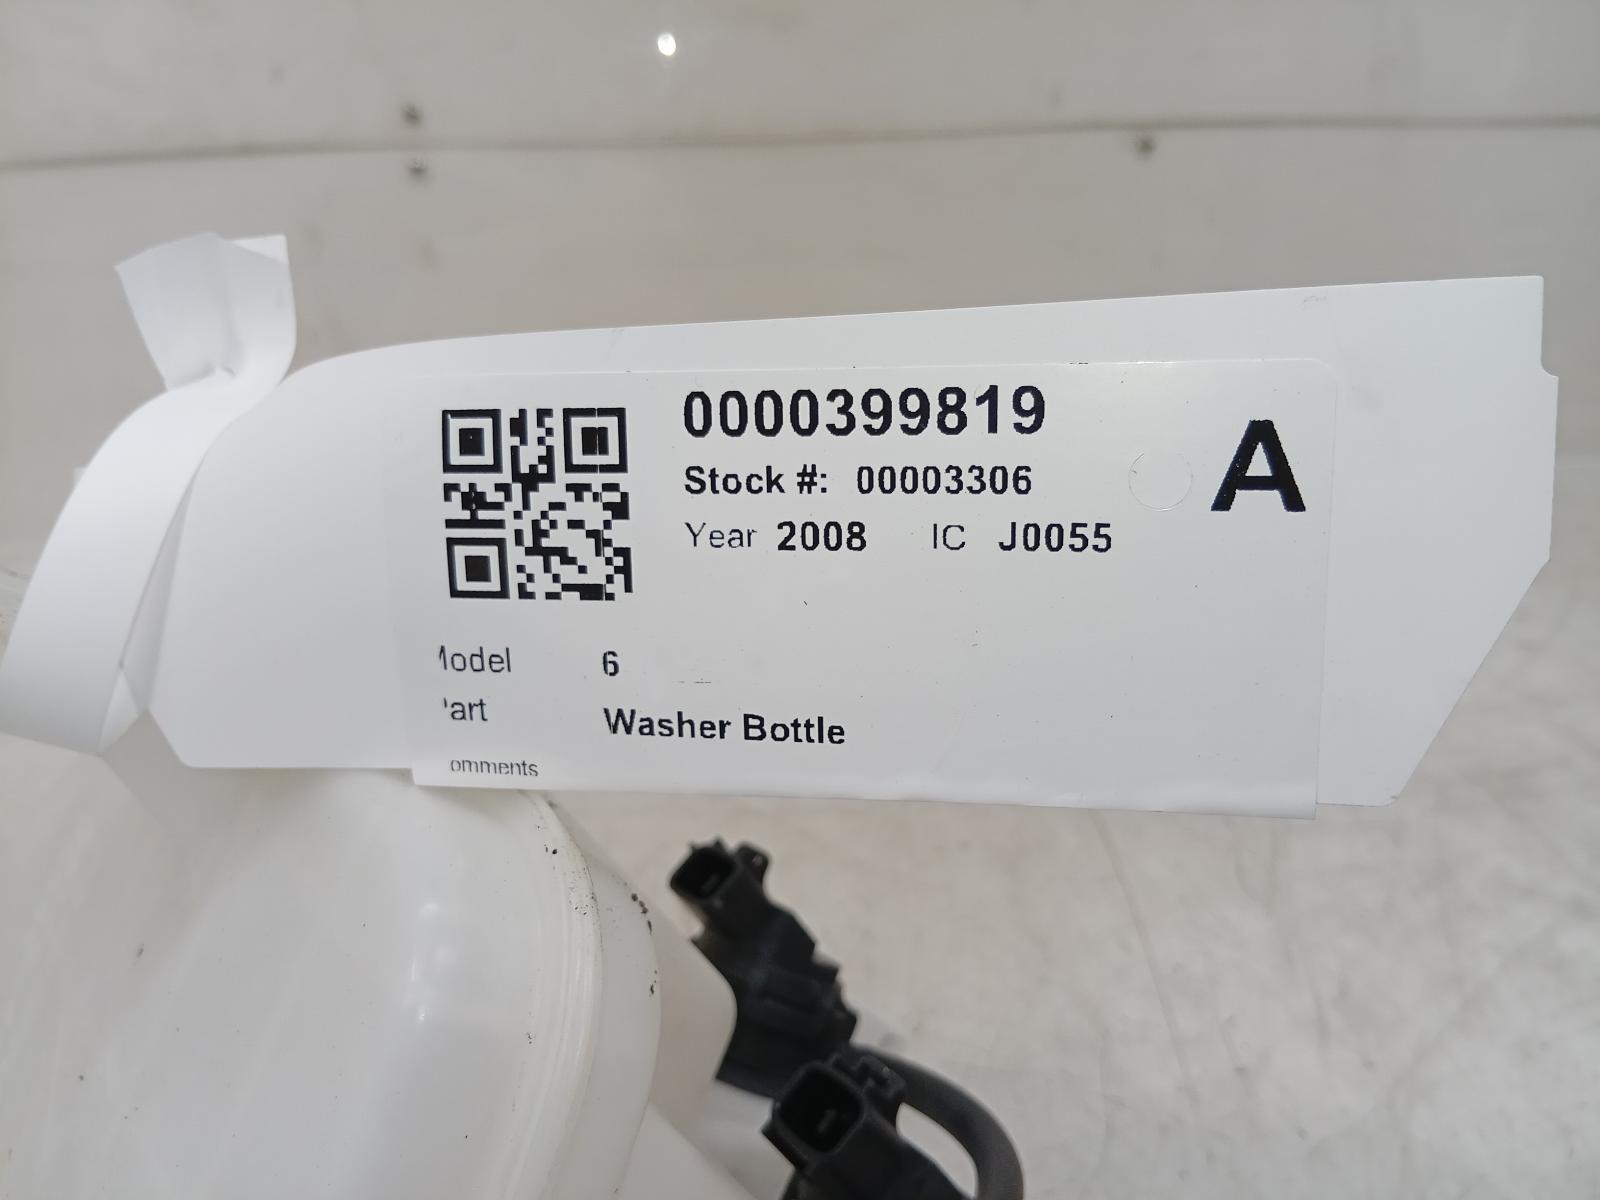 0000399819
Stock #: 00003306
A
Year 2008 IC J0055
Model 6
Part Washer Bottle
omments